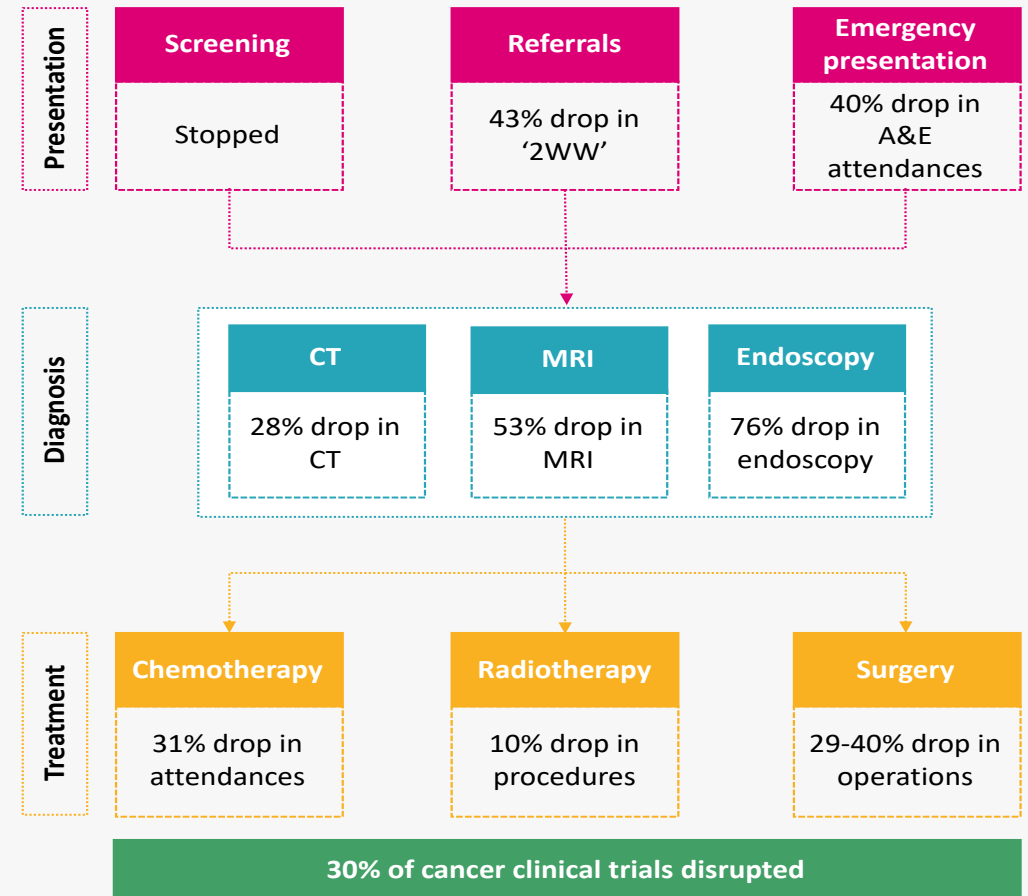 Presentation
Screening
Stopped
Referrals
43% drop in
‘2WW’
Emergency
presentation
40% drop in
A&E
attendances
Diagnosis
CT
28% drop in
CT
MRI
53% drop in
MRI
Endoscopy
76% drop in
endoscopy
Treatment
Chemotherapy
31% drop in
attendances
Radiotherapy
10% drop in
procedures
Surgery
29-40% drop in
operations
30% of cancer clinical trials disrupted